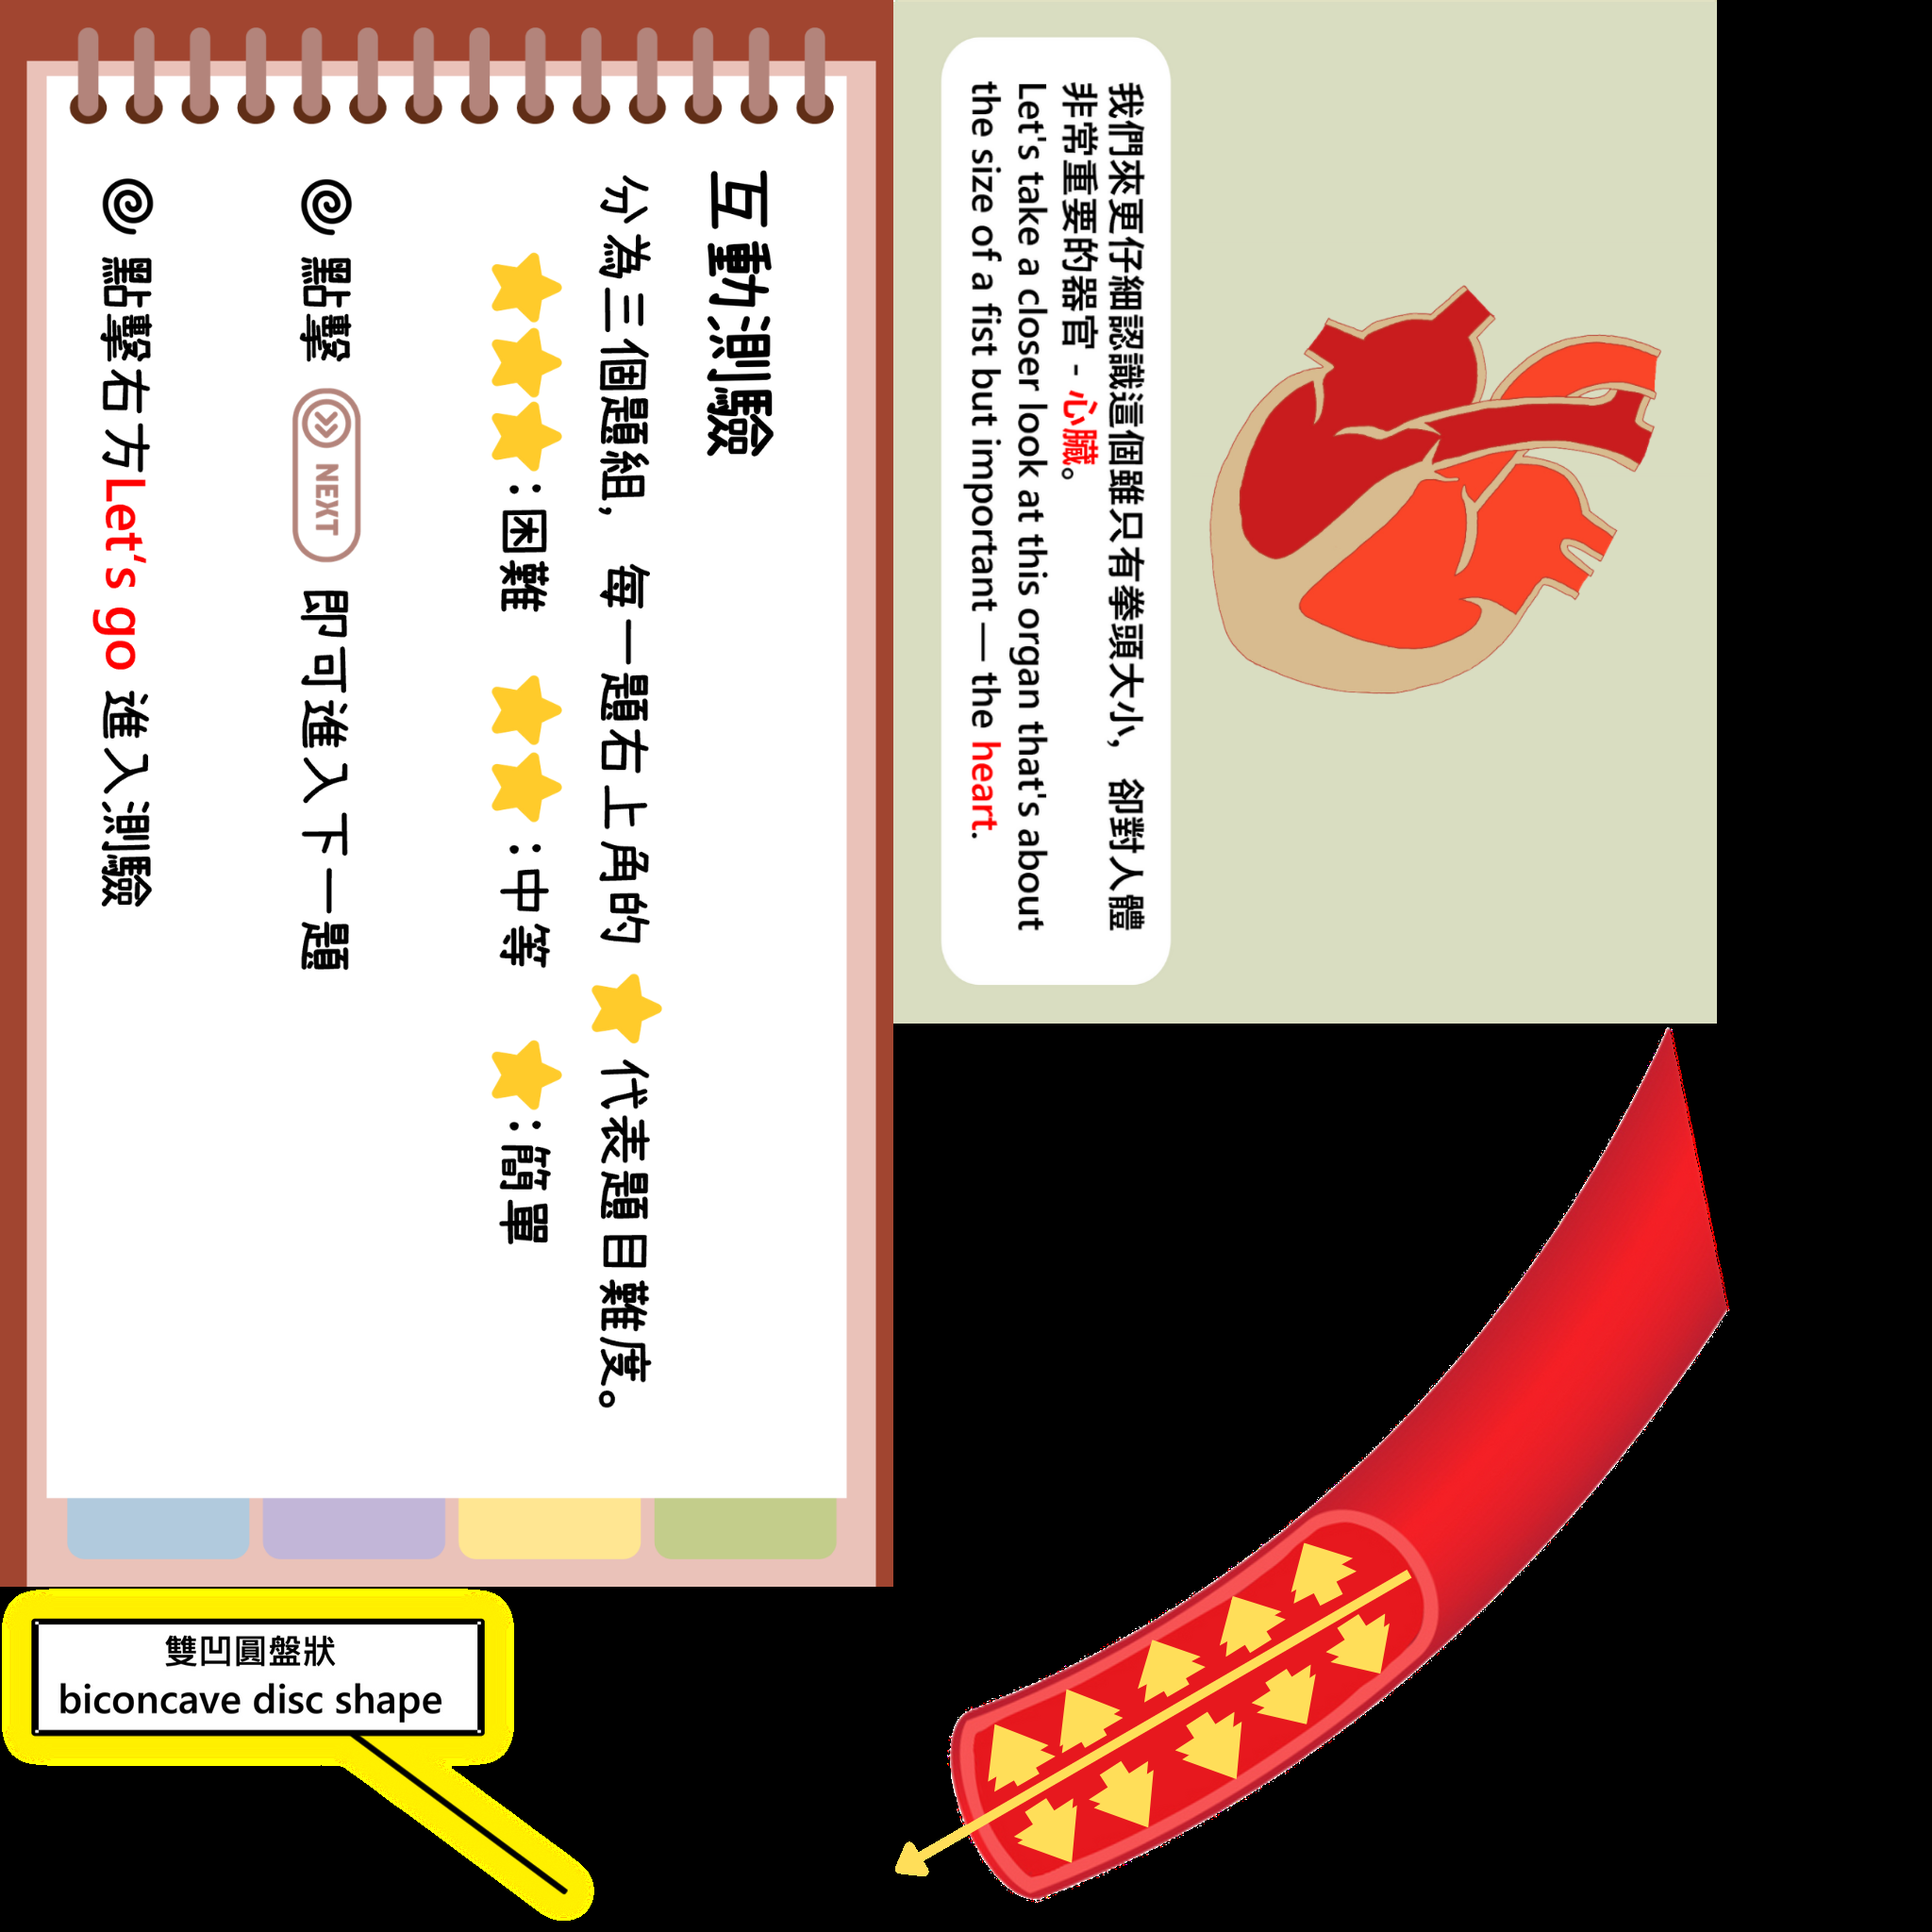 互動測驗
分為三個題組，每一題右上角的 代表題目難度。
：困難 ：中等 ：簡單
點擊 NEXT 即可進入下一題
點擊右方Let's go 進入測驗
我們來更仔細認識這個雖只有拳頭大小，卻對人體
非常重要的器官 - 心臟。
Let's take a closer look at this organ that's about
the size of a fist but important — the heart.
雙凹圓盤狀
biconcave disc shape